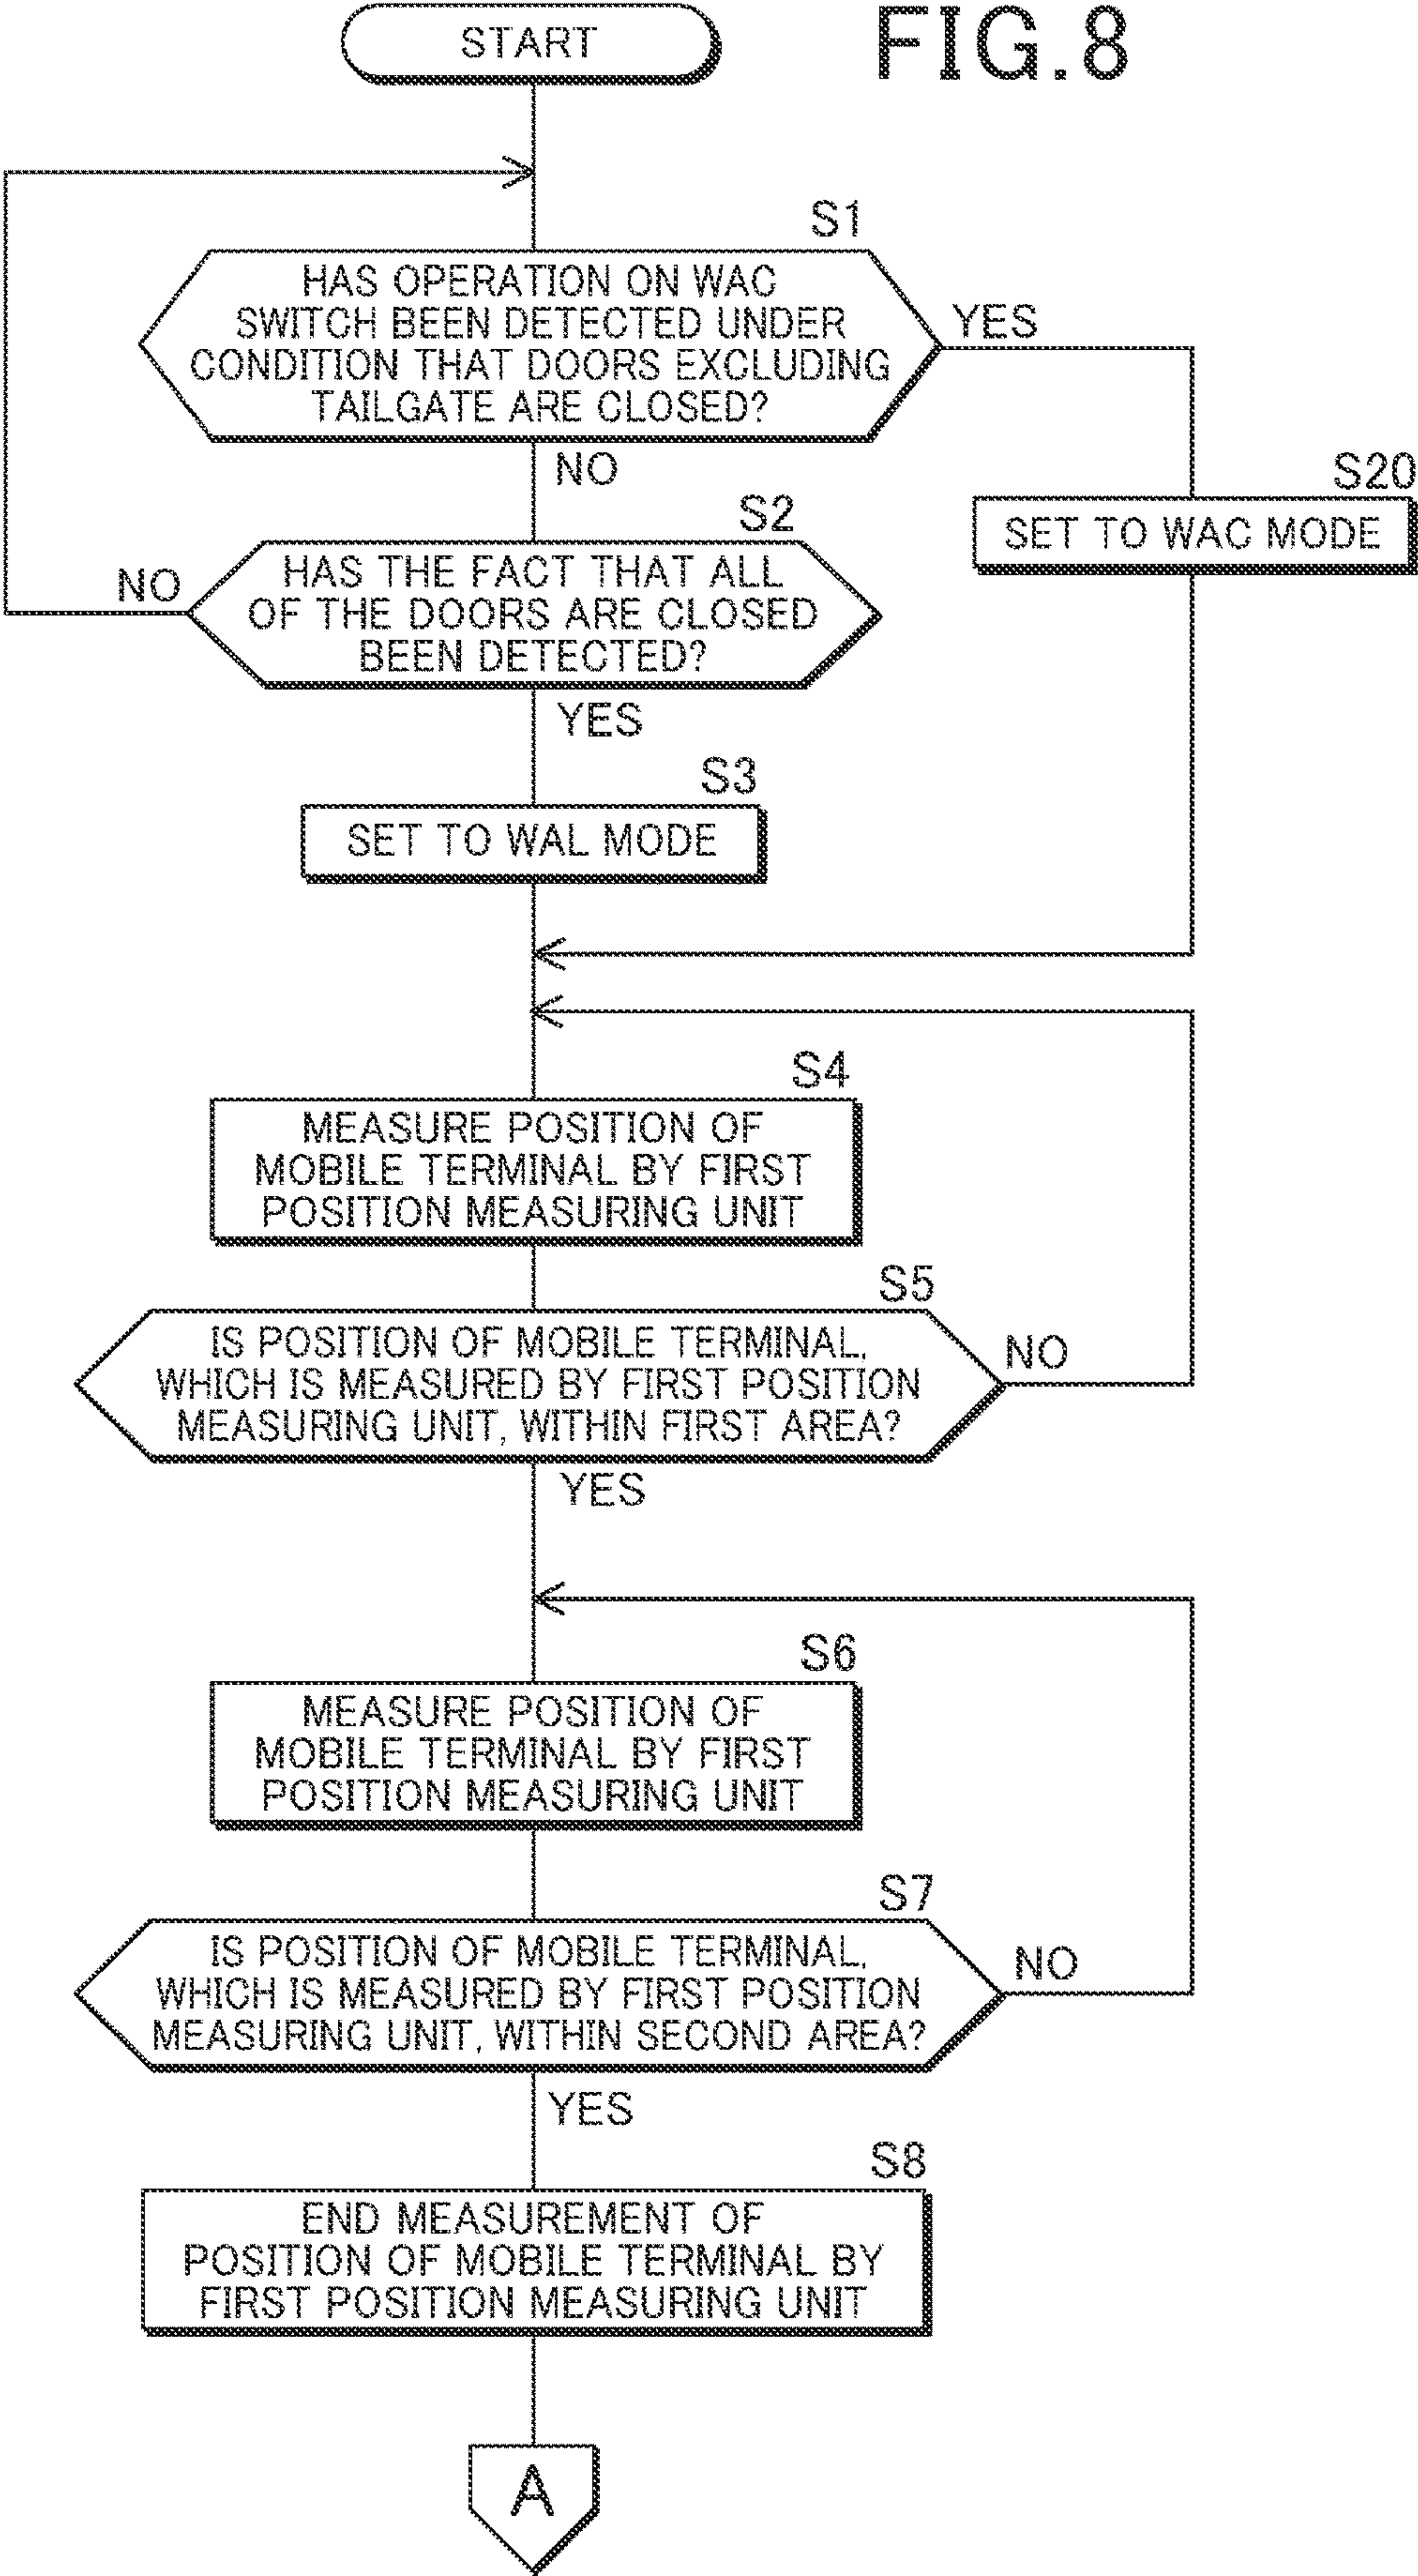 FIG.8
START
S1
HAS OPERATION ON WAC
SWITCH BEEN DETECTED UNDER
CONDITION THAT DOORS EXCLUDING
TAILGATE ARE CLOSED?
YES
NO
S20
SET TO WAC MODE
S2
HAS THE FACT THAT ALL
OF THE DOORS ARE CLOSED
BEEN DETECTED?
NO
YES
S3
SET TO WAL MODE
S4
MEASURE POSITION OF
MOBILE TERMINAL BY FIRST
POSITION MEASURING UNIT
S5
IS POSITION OF MOBILE TERMINAL,
WHICH IS MEASURED BY FIRST POSITION
MEASURING UNIT, WITHIN FIRST AREA?
NO
YES
S6
MEASURE POSITION OF
MOBILE TERMINAL BY FIRST
POSITION MEASURING UNIT
S7
IS POSITION OF MOBILE TERMINAL,
WHICH IS MEASURED BY FIRST POSITION
MEASURING UNIT, WITHIN SECOND AREA?
NO
YES
S8
END MEASUREMENT OF
POSITION OF MOBILE TERMINAL BY
FIRST POSITION MEASURING UNIT
A